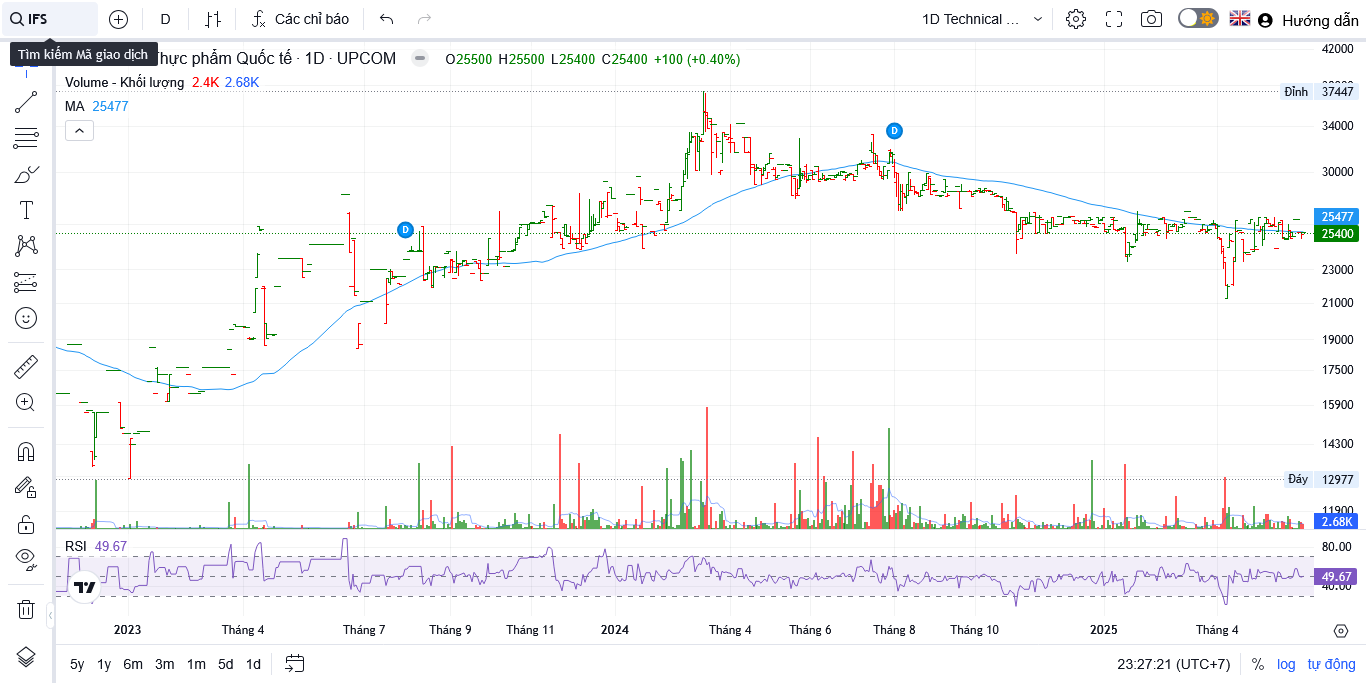 IFS D Các chỉ báo 1D Technical ... Hướng dẫn
Tìm kiếm Mã giao dịch
Thực phẩm Quốc tế · 1D · UPCOM O25500 H25500 L25400 C25400 +100 (+0.40%)
Volume - Khối lượng 2.4K 2.68K
MA 25477
42000
Đỉnh 37447
34000
30000
25477
25400
23000
21000
19000
17500
15900
14300
Đáy 12977
11900
2.68K
D
D
RSI 49.67
80.00
49.67
40.00
2023 Tháng 4 Tháng 7 Tháng 9 Tháng 11 2024 Tháng 4 Tháng 6 Tháng 8 Tháng 10 2025 Tháng 4
5y 1y 6m 3m 1m 5d 1d 23:27:21 (UTC+7) % log tự động